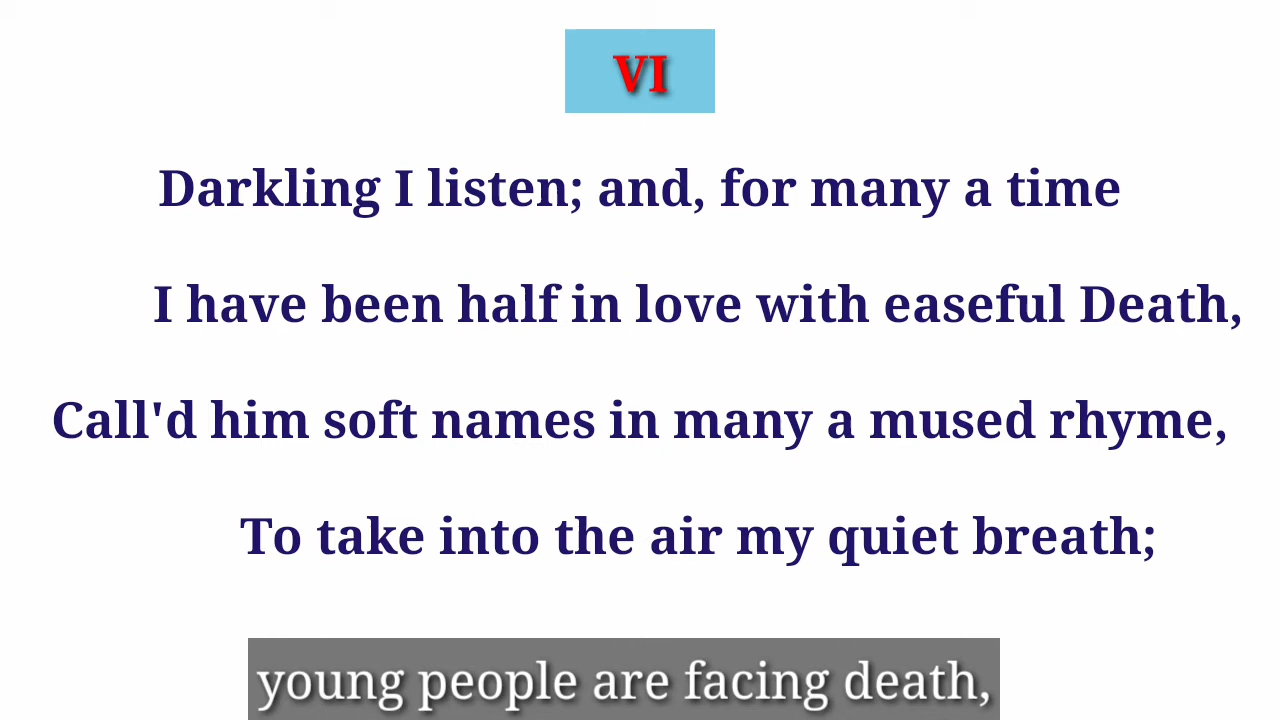 VI
Darkling I listen; and, for many a time
I have been half in love with easeful Death,
Call'd him soft names in many a mused rhyme,
To take into the air my quiet breath;
young people are facing death,